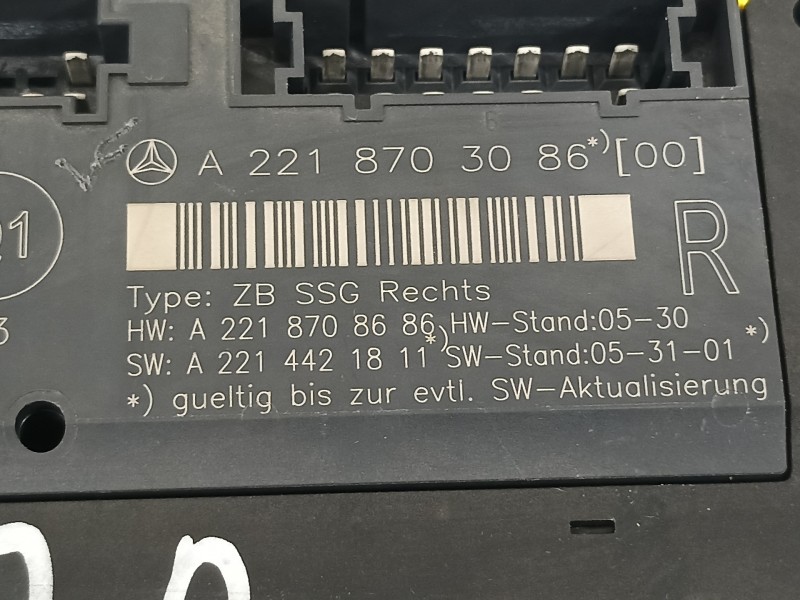 A 221 870 30 86*)[00]
R
Type: ZB SSG Rechts
HW: A 221 870 86 86 HW-Stand:05-30
SW: A 221 442 18 11*) SW-Stand:05-31-01 *)
*) gueltig bis zur evtl. SW-Aktualisierung